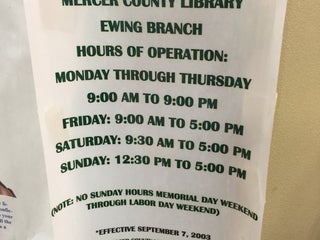 MERCER COUNTY LIBRARY
EWING BRANCH
HOURS OF OPERATION:
MONDAY THROUGH THURSDAY
9:00 AM TO 9:00 PM
FRIDAY: 9:00 AM TO 5:00 PM
SATURDAY: 9:30 AM TO 5:00 PM
SUNDAY: 12:30 PM TO 5:00 PM
(NOTE: NO SUNDAY HOURS MEMORIAL DAY WEEKEND
THROUGH LABOR DAY WEEKEND)
*EFFECTIVE SEPTEMBER 7, 2003